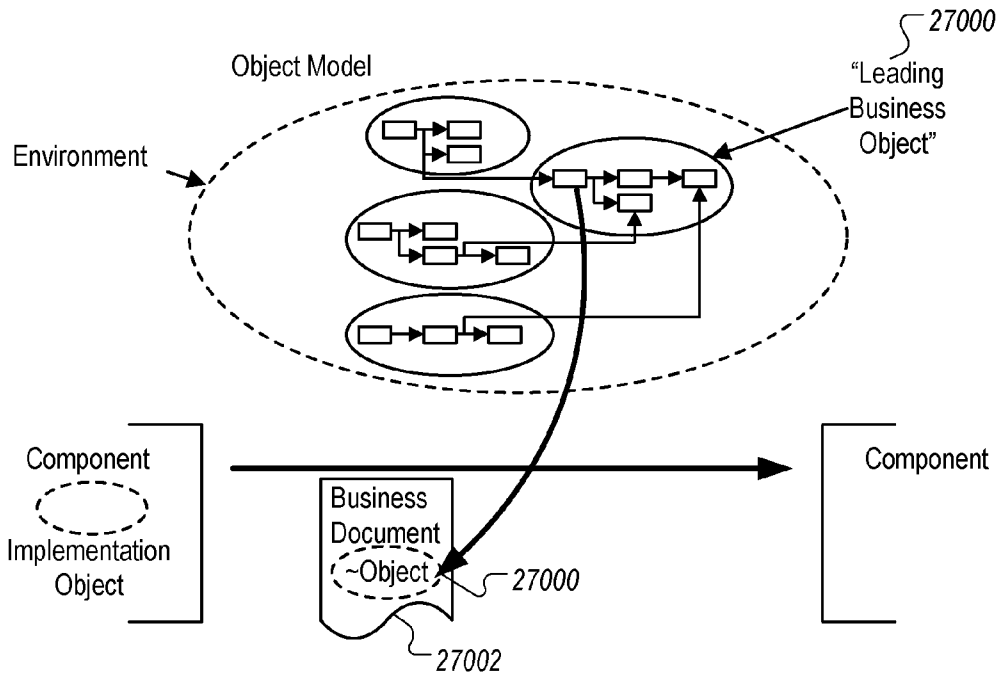 27000
Object Model
"Leading
Business
Object"
Environment
Component
Implementation
Object
Business
Document
~Object
27000
27002
Component